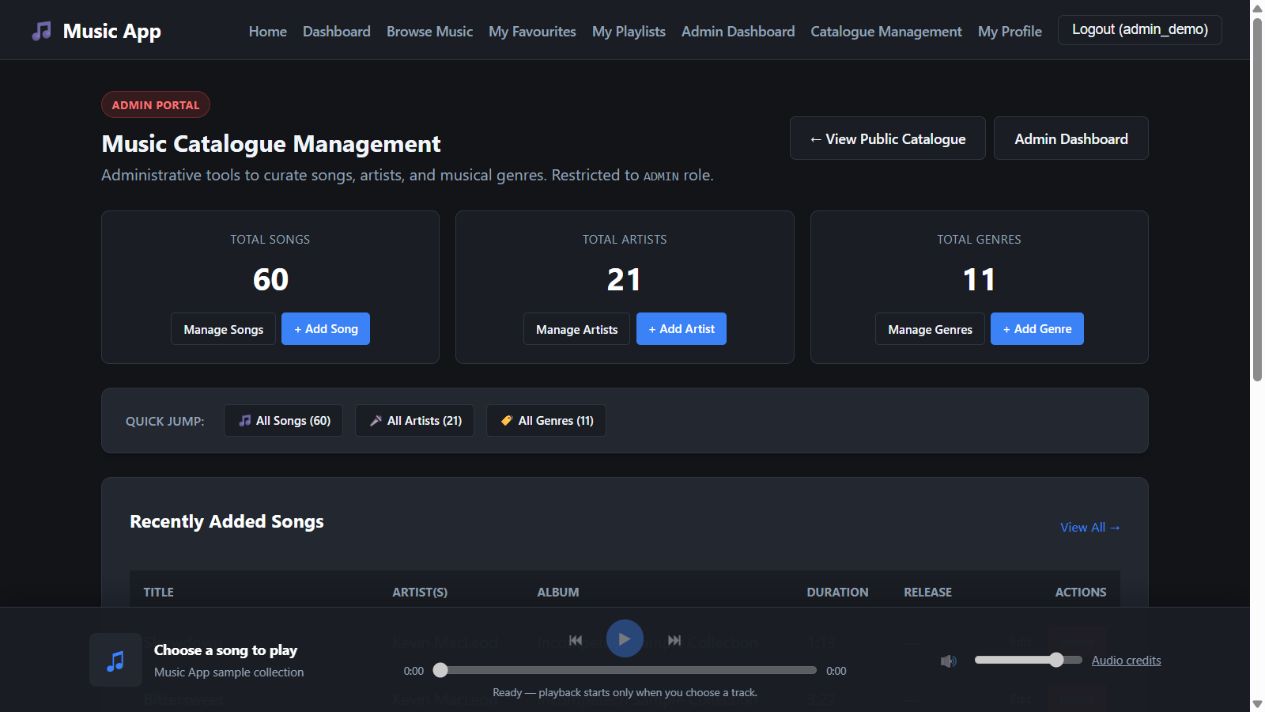 Music App
Home Dashboard Browse Music My Favourites My Playlists Admin Dashboard Catalogue Management My Profile Logout (admin_demo)
ADMIN PORTAL
Music Catalogue Management
← View Public Catalogue Admin Dashboard
Administrative tools to curate songs, artists, and musical genres. Restricted to ADMIN role.
TOTAL SONGS TOTAL ARTISTS TOTAL GENRES
60 21 11
Manage Songs + Add Song Manage Artists + Add Artist Manage Genres + Add Genre
QUICK JUMP: All Songs (60) All Artists (21) All Genres (11)
Recently Added Songs
View All →
TITLE ARTIST(S) ALBUM DURATION RELEASE ACTIONS
Kevin MacLeod
Choose a song to play
Music App sample collection
0:00 0:00
Audio credits
Ready — playback starts only when you choose a track.
Bittersweet Kevin MacLeod